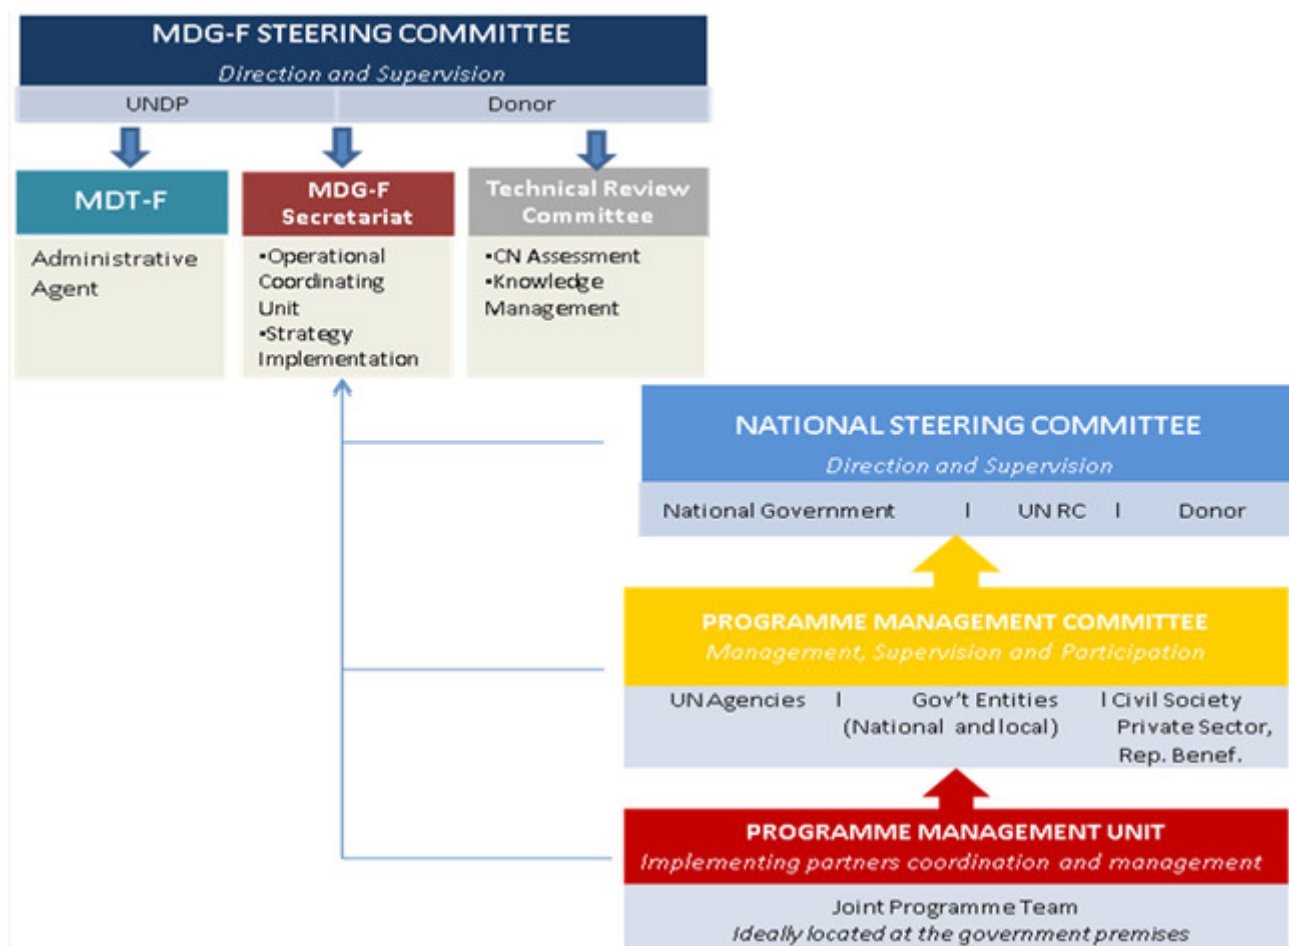 MDG-F STEERING COMMITTEE
Direction and Supervision
UNDP
Donor
MDT-F
Administrative
Agent
MDG-F
Secretariat
▪Operational
Coordinating
Unit
▪Strategy
Implementation
Technical Review
Committee
▪CN Assessment
▪Knowledge
Management
NATIONAL STEERING COMMITTEE
Direction and Supervision
National Government | UN RC | Donor
PROGRAMME MANAGEMENT COMMITTEE
Management, Supervision and Participation
UN Agencies | Gov't Entities | Civil Society
(National and local) Private Sector,
Rep. Benef.
PROGRAMME MANAGEMENT UNIT
Implementing partners coordination and management
Joint Programme Team
Ideally located at the government premises